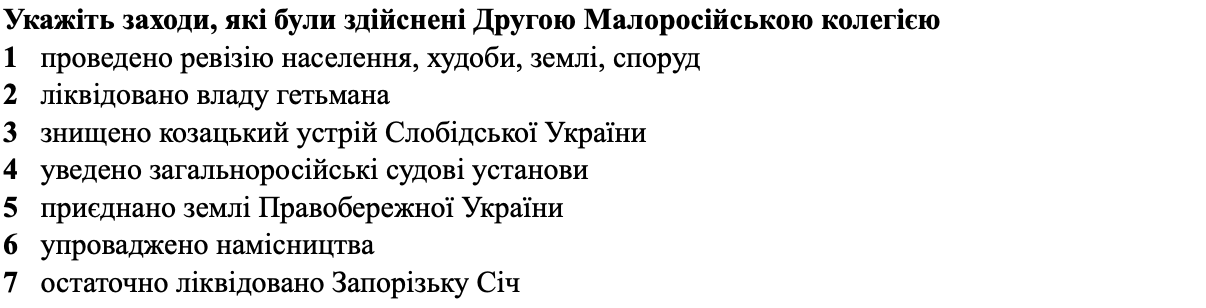 Укажіть заходи, які були здійснені Другою Малоросійською колегією
1 проведено ревізію населення, худоби, землі, споруд
2 ліквідовано владу гетьмана
3 знищено козацький устрій Слобідської України
4 уведено загальноросійські судові установи
5 приєднано землі Правобережної України
6 упроваджено намісництва
7 остаточно ліквідовано Запорізьку Січ